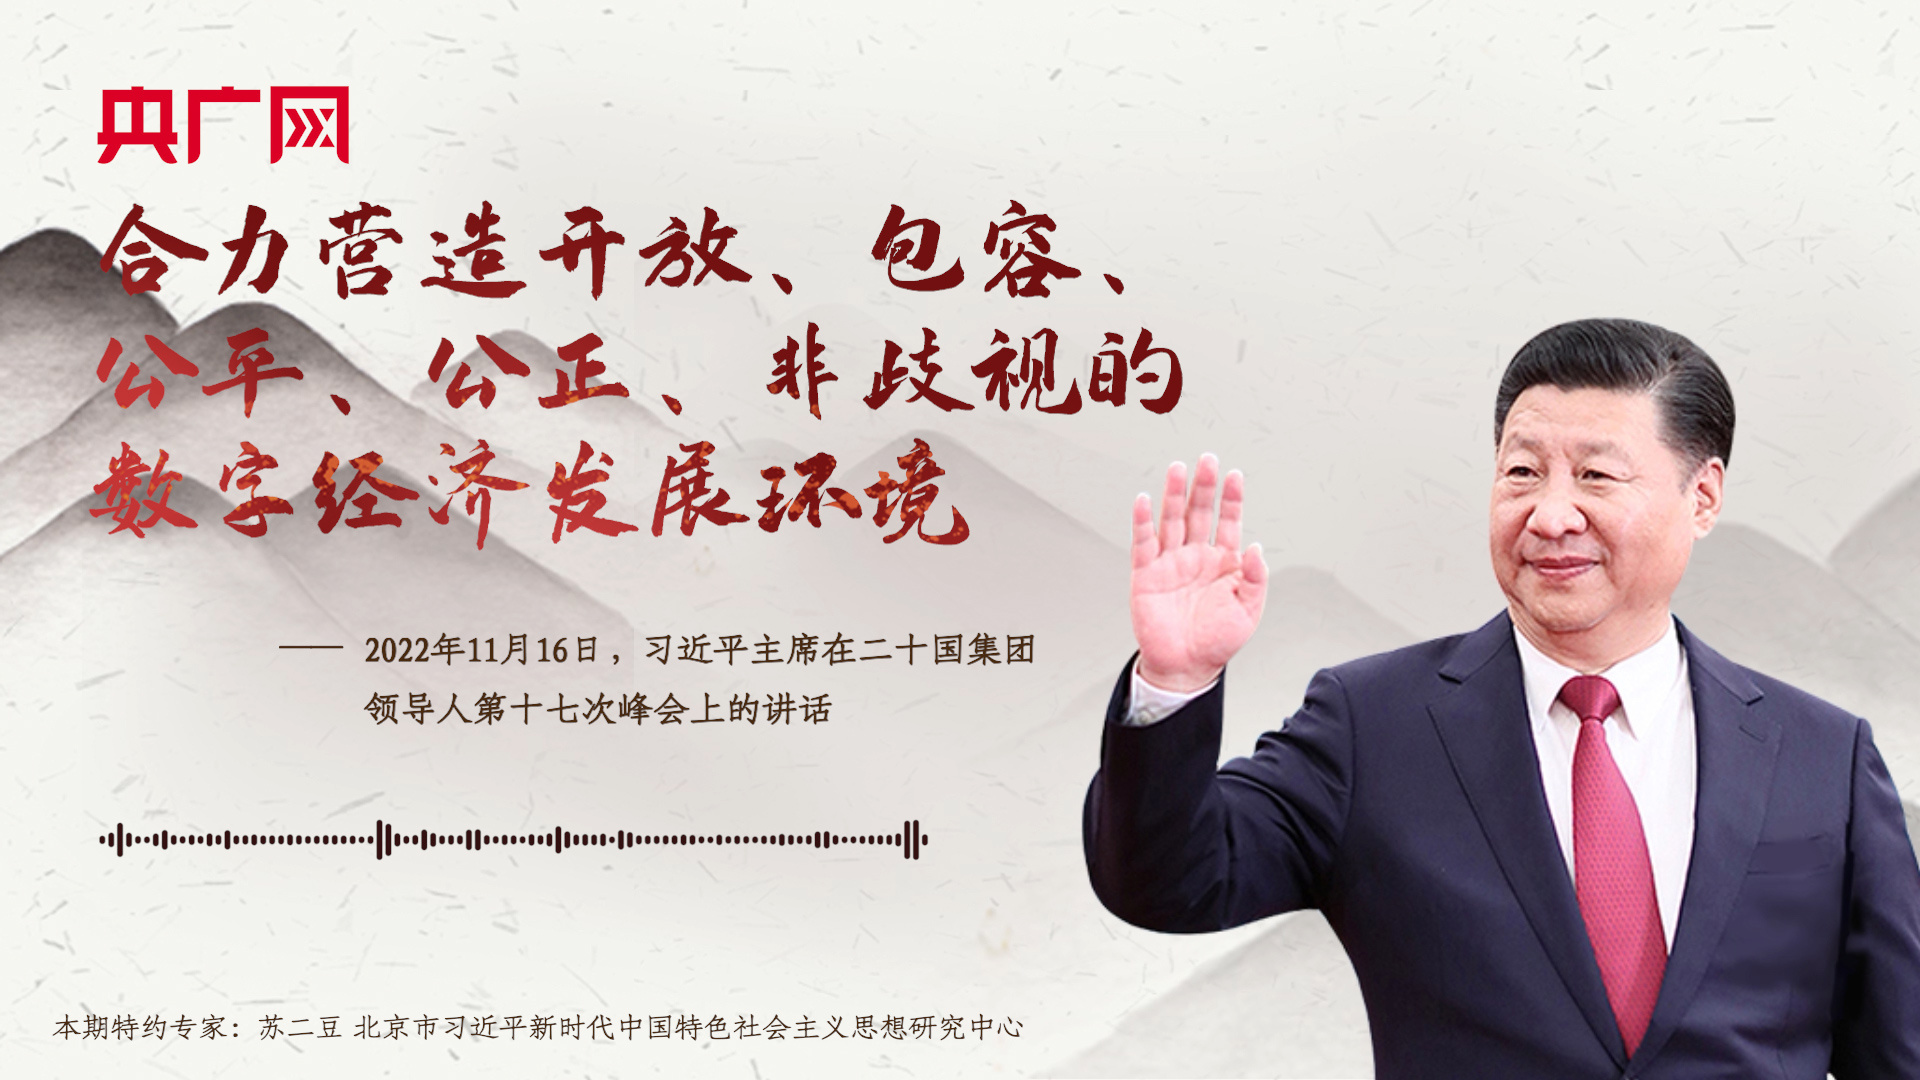 央广网
合力营造开放、包容、
公平、公正、非歧视的
数字经济发展环境
—— 2022年11月16日，习近平主席在二十国集团
领导人第十七次峰会上的讲话
本期特约专家：苏二豆 北京市习近平新时代中国特色社会主义思想研究中心